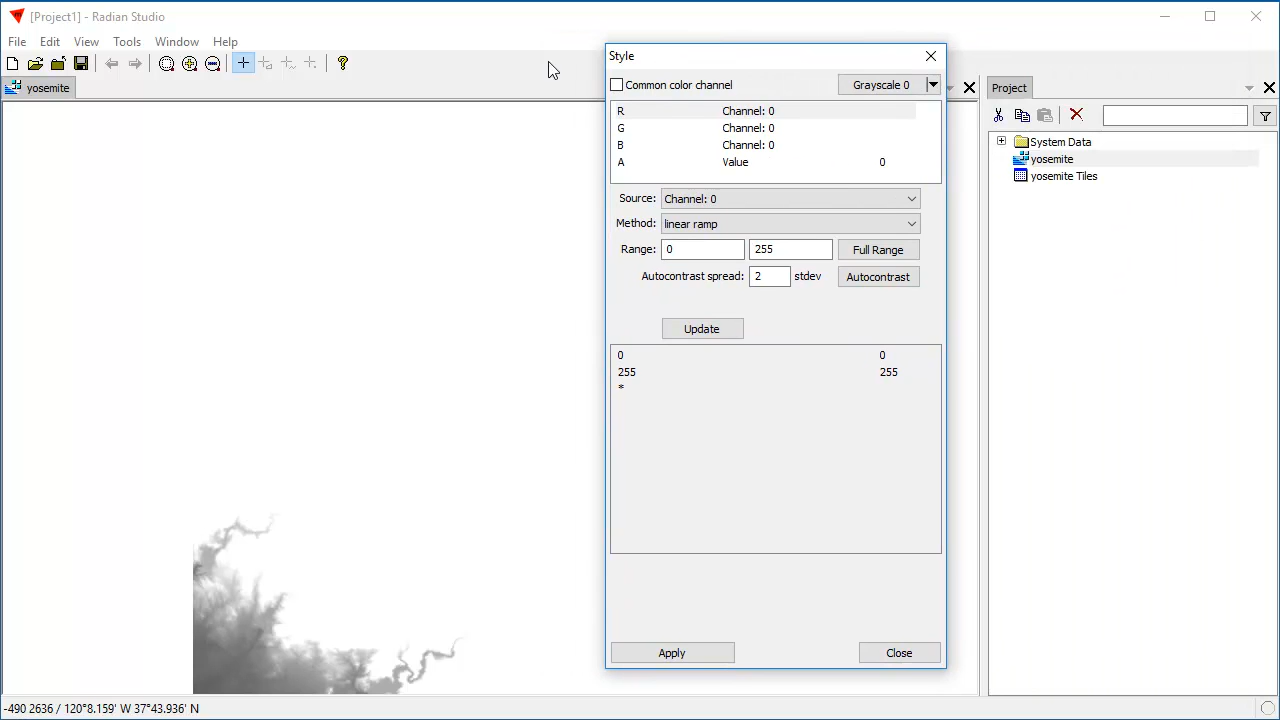 [Project1] - Radian Studio
File Edit View Tools Window Help
yosemite
Style
Common color channel Grayscale 0
R Channel: 0
G Channel: 0
B Channel: 0
A Value 0
Source: Channel: 0
Method: linear ramp
Range: 0 255 Full Range
Autocontrast spread: 2 stdev Autocontrast
Update
0 0
255 255
*
Apply Close
Project
System Data
yosemite
yosemite Tiles
-490 2636 / 120°8.159' W 37°43.936' N